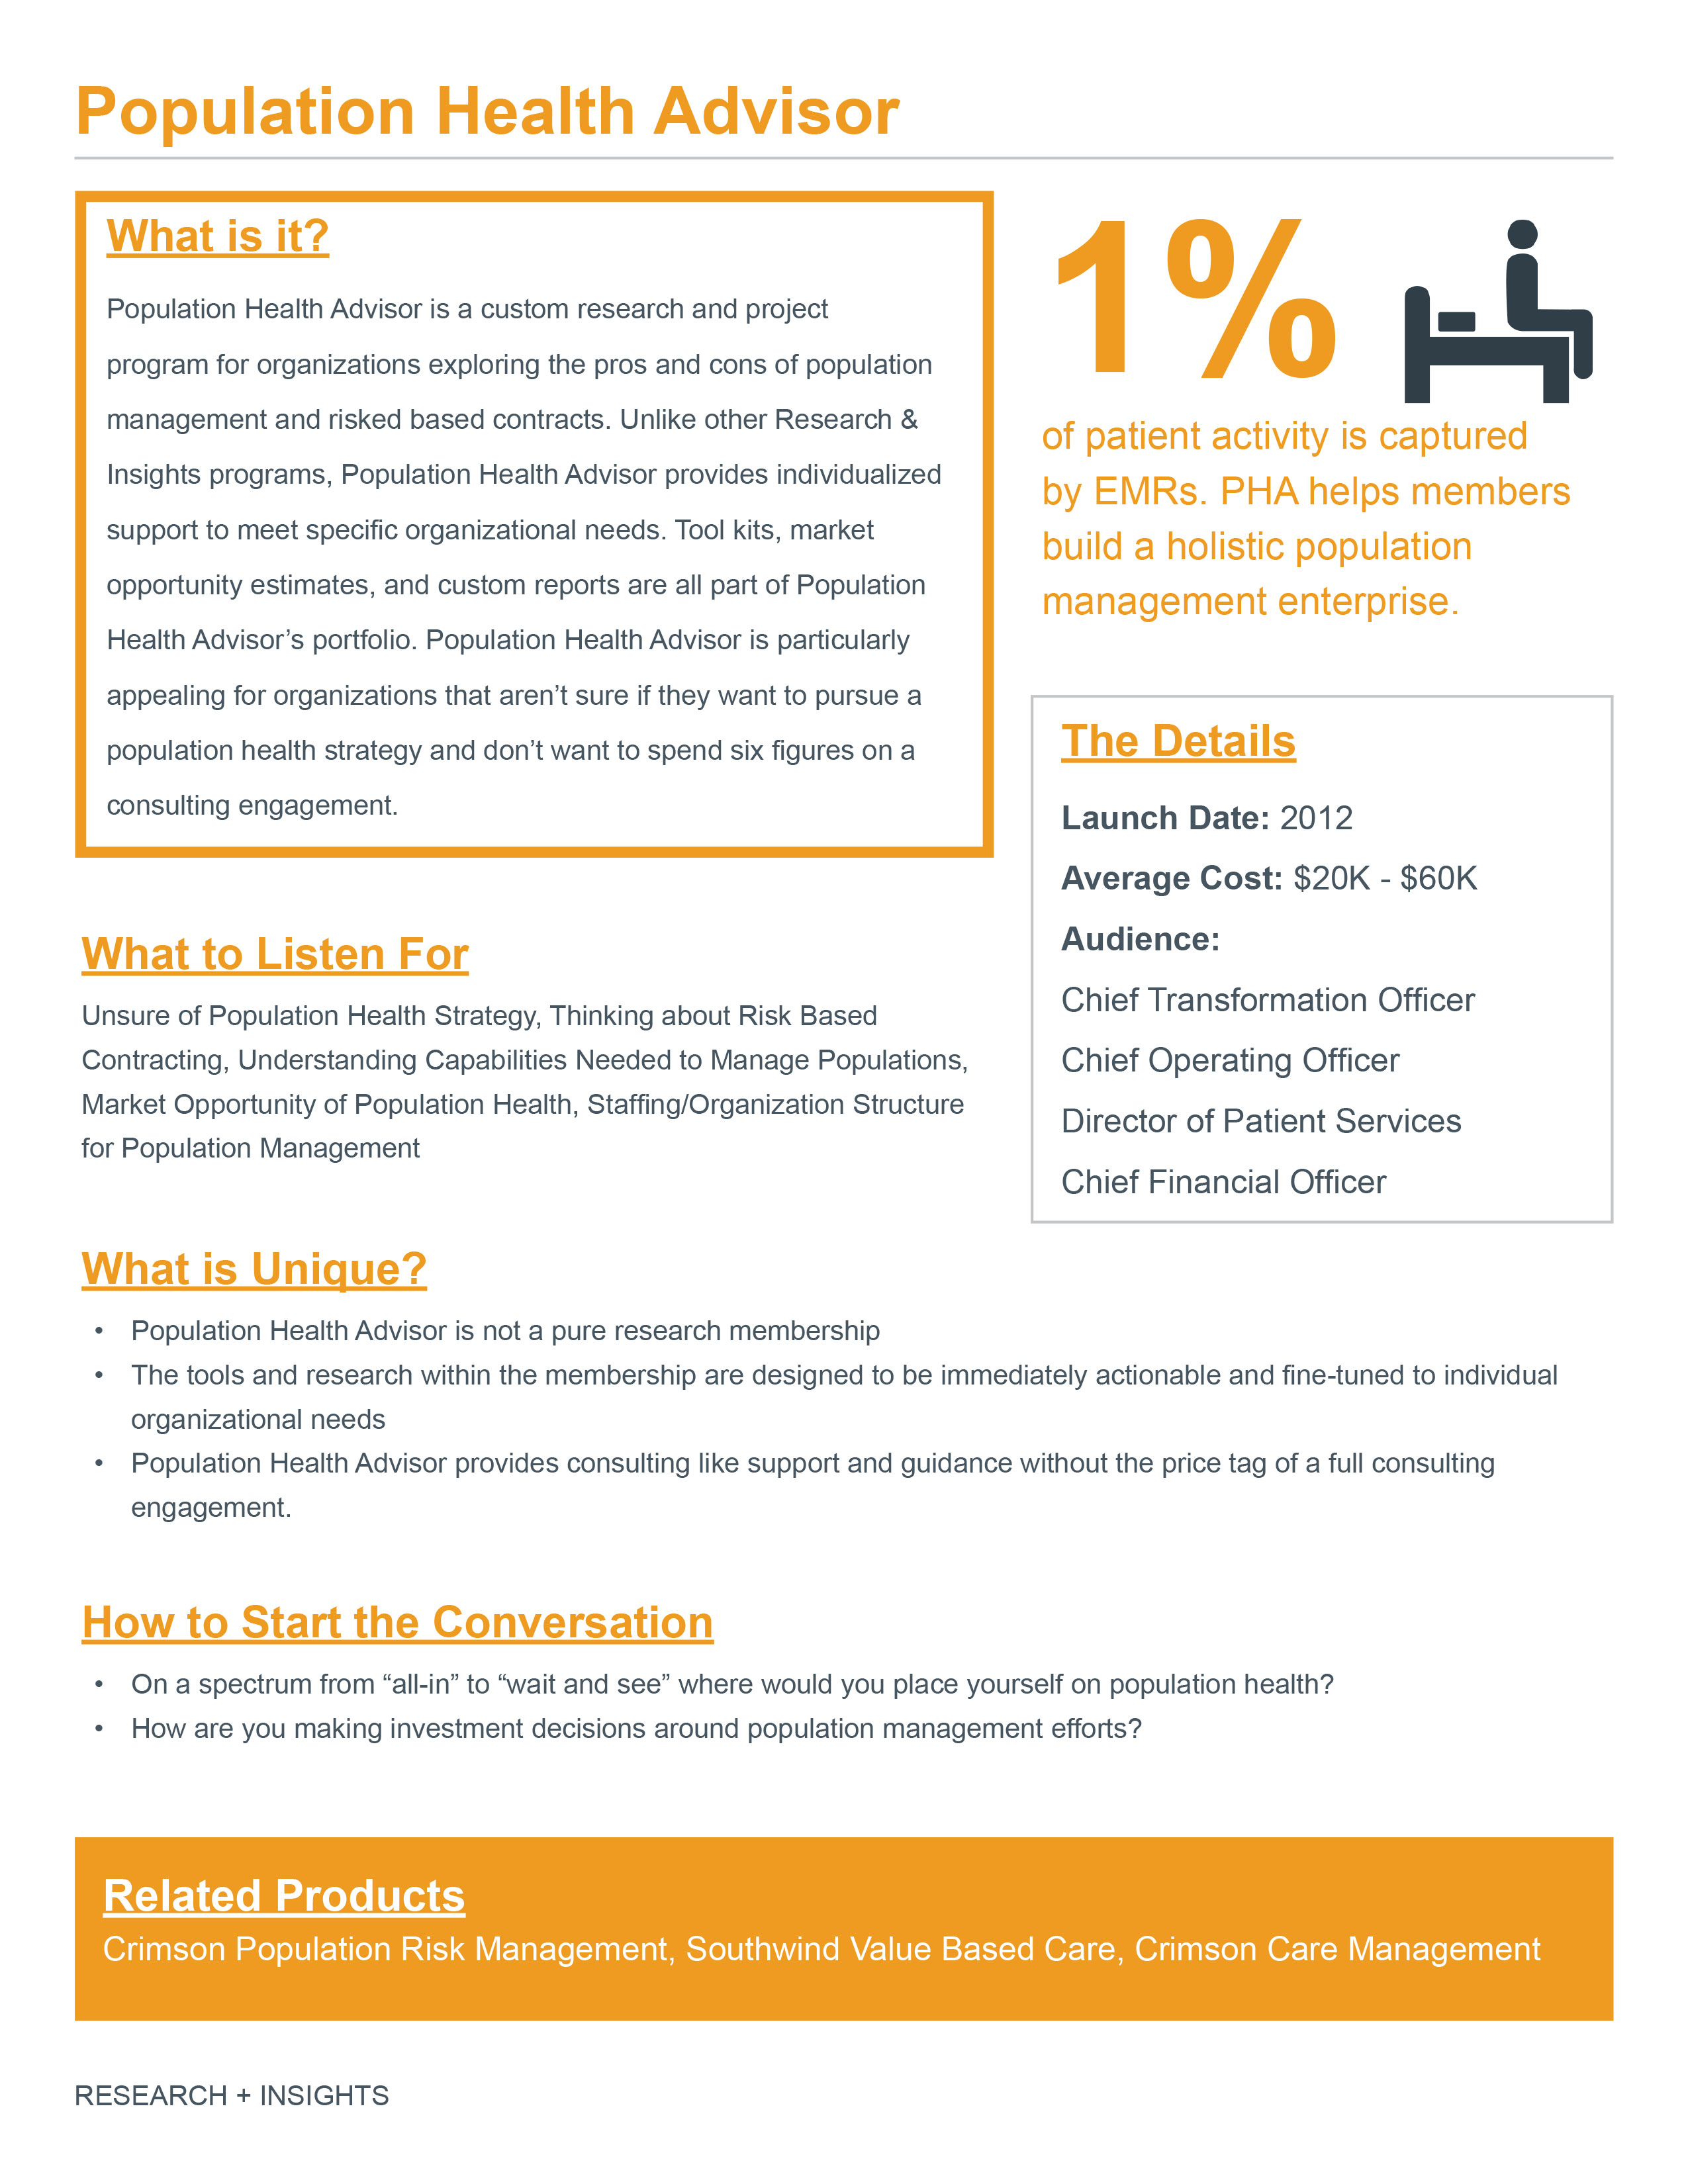 Population Health Advisor
What is it?
Population Health Advisor is a custom research and project
program for organizations exploring the pros and cons of population
management and risked based contracts. Unlike other Research &
Insights programs, Population Health Advisor provides individualized
support to meet specific organizational needs. Tool kits, market
opportunity estimates, and custom reports are all part of Population
Health Advisor’s portfolio. Population Health Advisor is particularly
appealing for organizations that aren’t sure if they want to pursue a
population health strategy and don’t want to spend six figures on a
consulting engagement.
1%
of patient activity is captured
by EMRs. PHA helps members
build a holistic population
management enterprise.
The Details
Launch Date: 2012
Average Cost: $20K - $60K
Audience:
Chief Transformation Officer
Chief Operating Officer
Director of Patient Services
Chief Financial Officer
What to Listen For
Unsure of Population Health Strategy, Thinking about Risk Based
Contracting, Understanding Capabilities Needed to Manage Populations,
Market Opportunity of Population Health, Staffing/Organization Structure
for Population Management
What is Unique?
• Population Health Advisor is not a pure research membership
• The tools and research within the membership are designed to be immediately actionable and fine-tuned to individual
organizational needs
• Population Health Advisor provides consulting like support and guidance without the price tag of a full consulting
engagement.
How to Start the Conversation
• On a spectrum from “all-in” to “wait and see” where would you place yourself on population health?
• How are you making investment decisions around population management efforts?
Related Products
Crimson Population Risk Management, Southwind Value Based Care, Crimson Care Management
RESEARCH + INSIGHTS